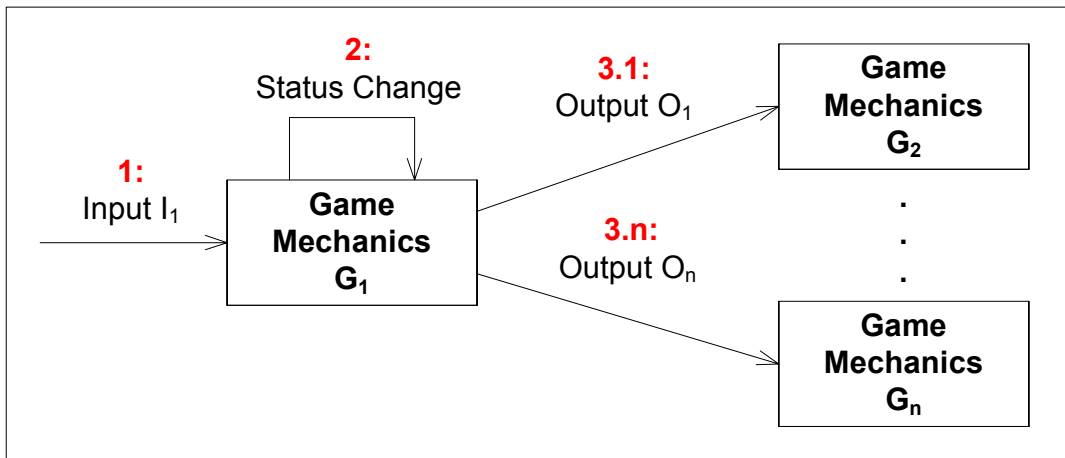 1:
Input I₁
2:
Status Change
Game
Mechanics
G₁
3.1:
Output O₁
3.n:
Output Oₙ
Game
Mechanics
G₂
.
.
.
Game
Mechanics
Gₙ